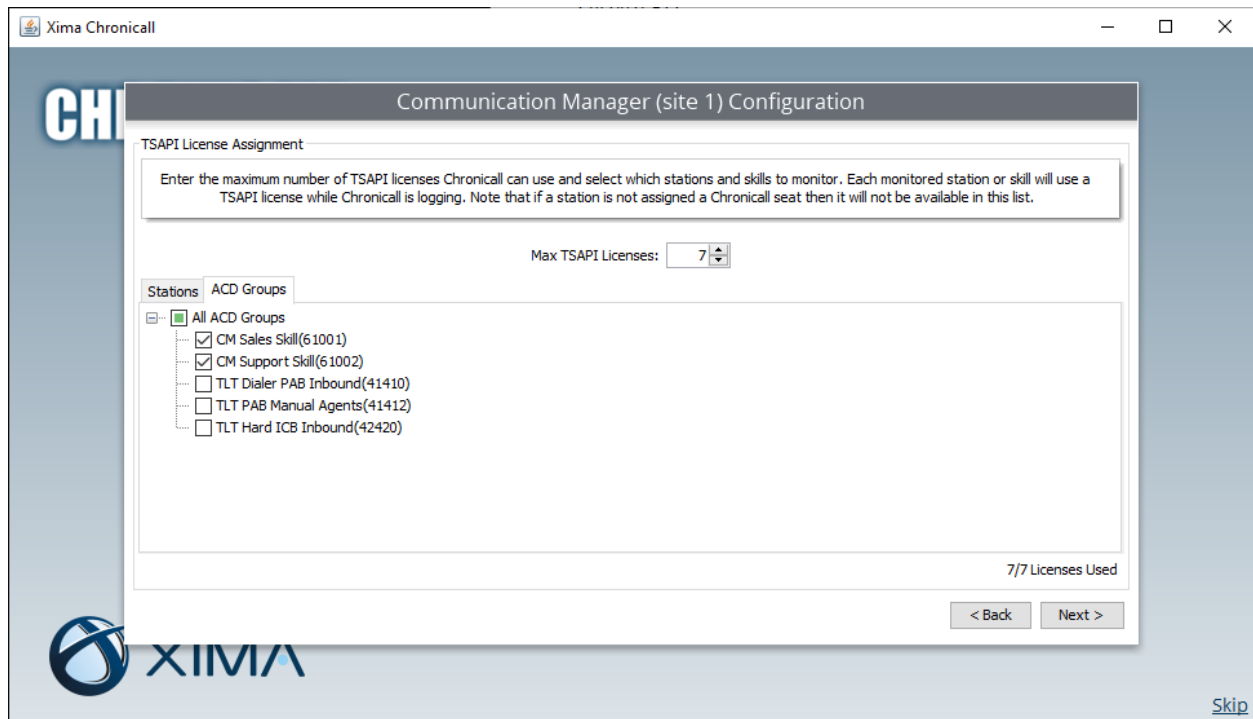 Xima Chronicall
CH
Communication Manager (site 1) Configuration
TSAPI License Assignment
Enter the maximum number of TSAPI licenses Chronicall can use and select which stations and skills to monitor. Each monitored station or skill will use a
TSAPI license while Chronicall is logging. Note that if a station is not assigned a Chronicall seat then it will not be available in this list.
Max TSAPI Licenses: 7
Stations ACD Groups
All ACD Groups
CM Sales Skill(61001)
CM Support Skill(61002)
TLT Dialer PAB Inbound(41410)
TLT PAB Manual Agents(41412)
TLT Hard ICB Inbound(42420)
7/7 Licenses Used
< Back Next >
XIMA
Skip